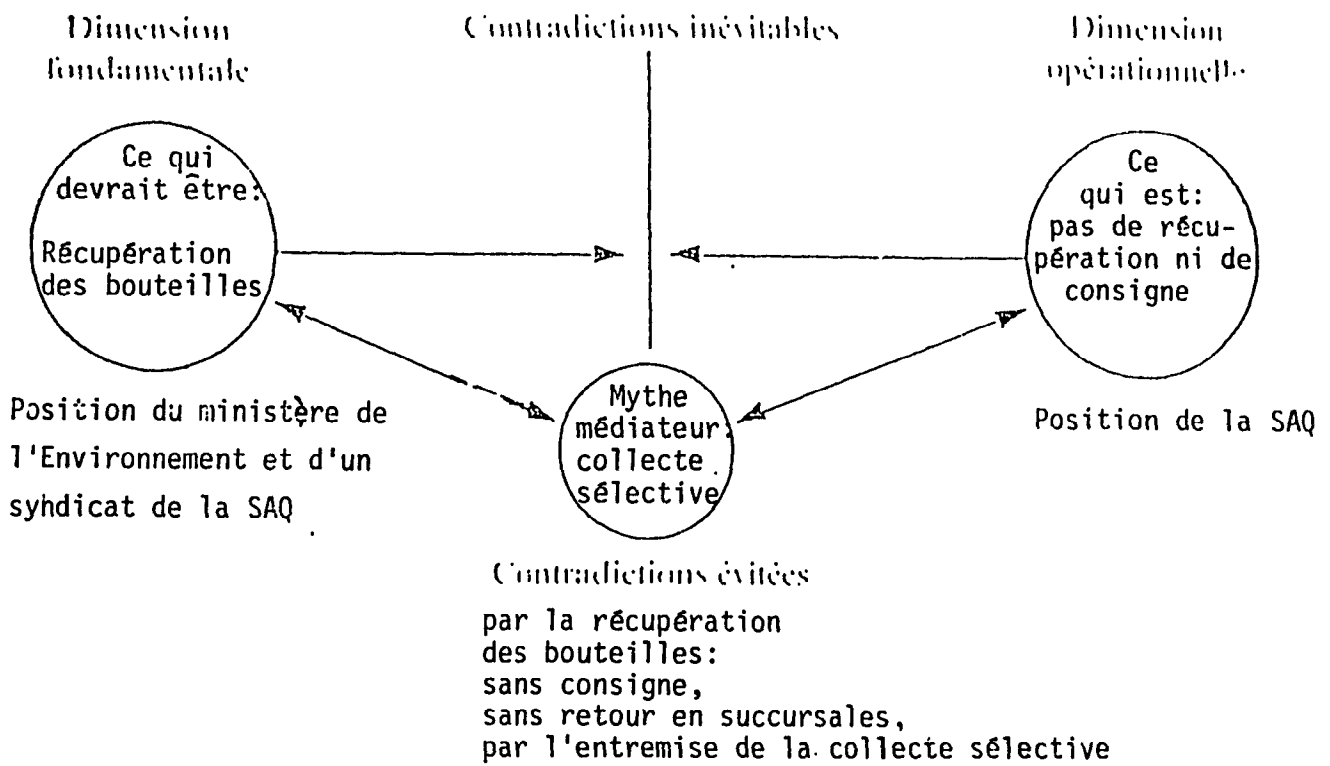 Dimension
fondamentale
Contradictions inévitables
Dimension
opérationnelle
Ce qui
devrait être:
Récupération
des bouteilles
Ce
qui est:
pas de récu-
pération ni de
consigne
Mythe
médiateur:
collecte
sélective
Position du ministère de
l'Environnement et d'un
syndicat de la SAQ
Position de la SAQ
Contradictions évitées
par la récupération
des bouteilles:
sans consigne,
sans retour en succursales,
par l'entremise de la collecte sélective